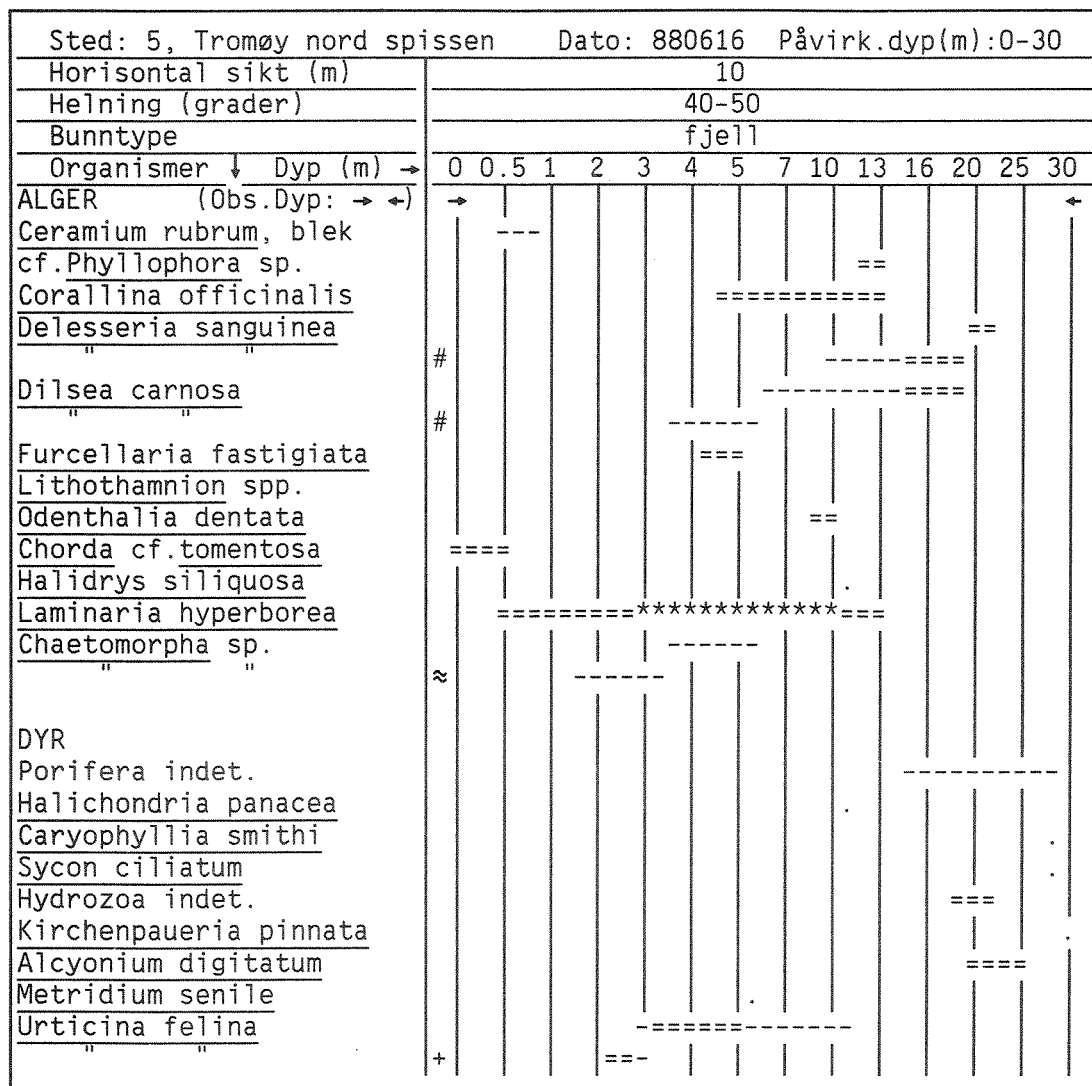 Sted: 5, Tromøy nord spissen Dato: 880616 Påvirk.dyp(m):0-30
Horisontal sikt (m) 10
Helning (grader) 40-50
Bunntype fjell
Organismer ↓ Dyp (m) → 0 0.5 1 2 3 4 5 7 10 13 16 20 25 30
ALGER (Obs.Dyp: → ←) → ←
Ceramium rubrum, blek ---
cf.Phyllophora sp. ==
Corallina officinalis ===========
Delesseria sanguinea ==
" " # -----====
Dilsea carnosa ---------====
" " # ------
Furcellaria fastigiata ===
Lithothamnion spp.
Odenthalia dentata ==
Chorda cf.tomentosa ====
Halidrys siliquosa .
Laminaria hyperborea =========*************===
Chaetomorpha sp. ------
" " ≈ ------
DYR
Porifera indet. ----------
Halichondria panacea .
Caryophyllia smithi .
Sycon ciliatum .
Hydrozoa indet. ===
Kirchenpaueria pinnata .
Alcyonium digitatum ====
Metridium senile .
Urticina felina -======-------
" " + ==-